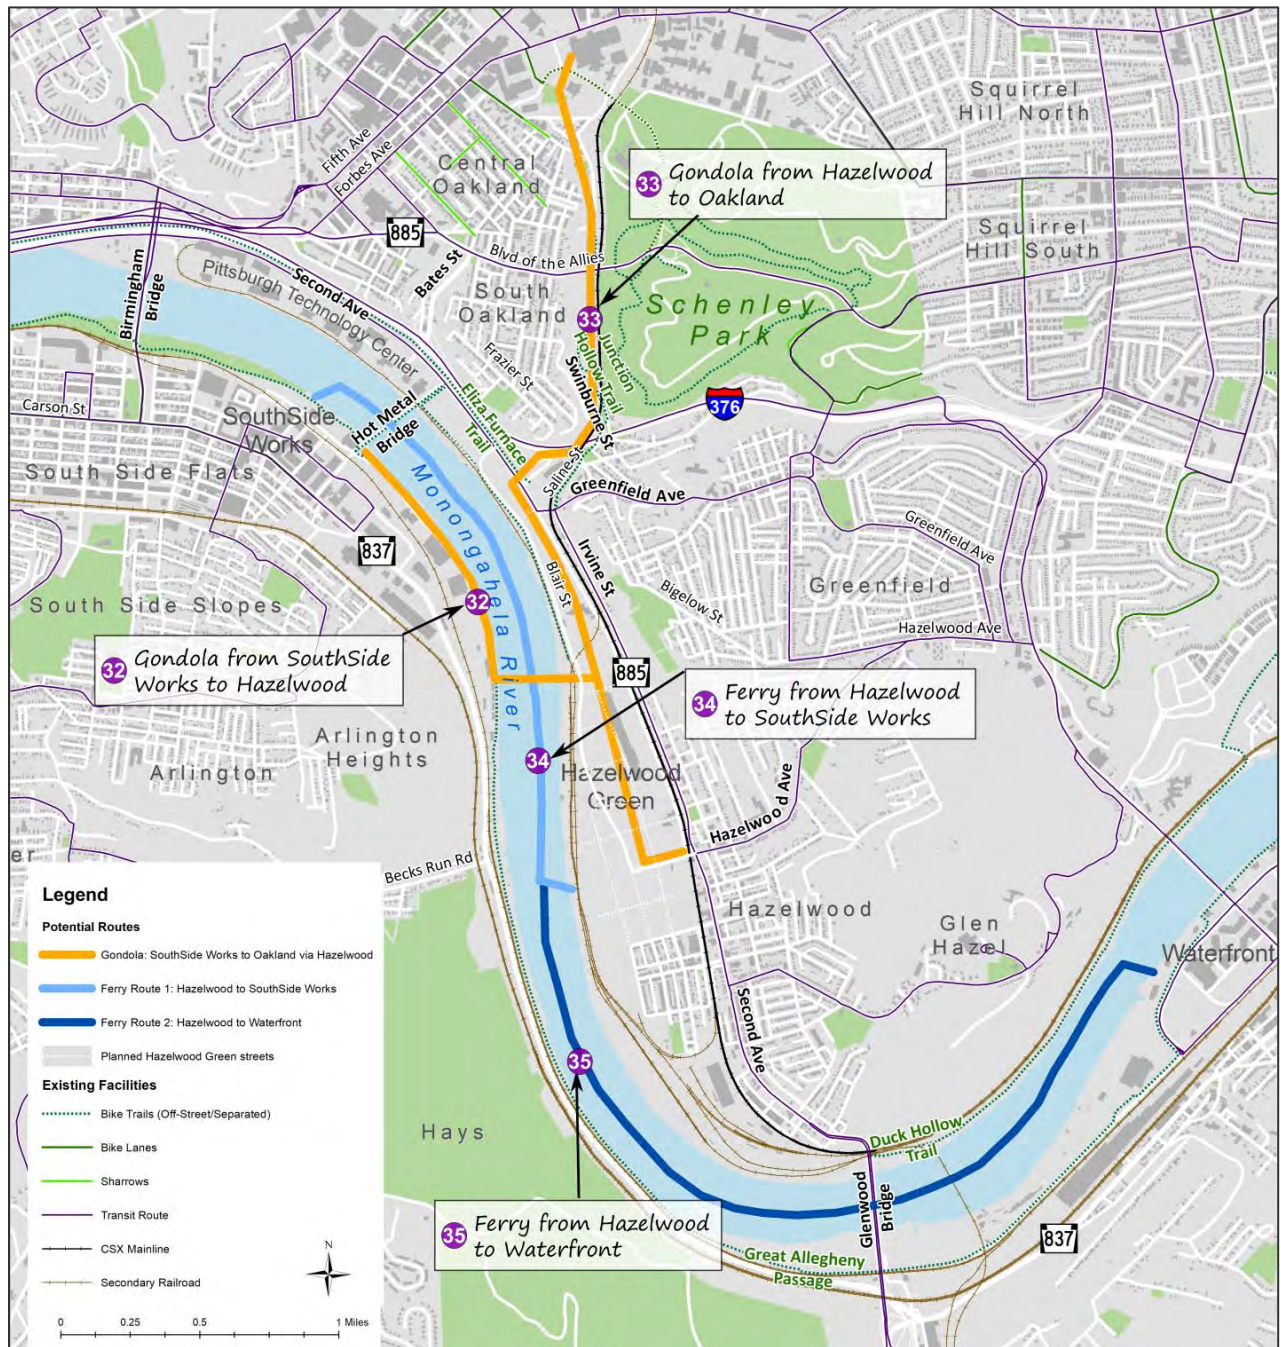 Squirrel
Hill North
Fifth Ave
Forbes Ave
Central
Oakland
33 Gondola from Hazelwood
to Oakland
885
Birmingham
Bridge
Pittsburgh Technology Center
Second Ave
Bates St
Blvd of the Allies
Squirrel
Hill South
South
Oakland
33
Schenley
Park
Junction
Hollow Trail
Swinburne St
Frazier St
376
Carson St
SouthSide
Works
Hot Metal
Bridge
Eliza Furnace
Trail
South Side Flats
Saline St
Greenfield Ave
Monongahela River
Greenfield Ave
837
Irvine St
Blair St
Bigelow St
Greenfield
South Side Slopes
32
Hazelwood Ave
32 Gondola from SouthSide
Works to Hazelwood
885
34 Ferry from Hazelwood
to SouthSide Works
Arlington
Heights
Arlington
34
Hazelwood
Green
Hazelwood Ave
er
Becks Run Rd
Hazelwood
Glen
Hazel
Waterfront
Legend
Potential Routes
Gondola: SouthSide Works to Oakland via Hazelwood
Ferry Route 1: Hazelwood to SouthSide Works
Ferry Route 2: Hazelwood to Waterfront
Planned Hazelwood Green streets
Existing Facilities
Bike Trails (Off-Street/Separated)
Bike Lanes
Sharrows
Transit Route
CSX Mainline
Secondary Railroad
N
0 0.25 0.5 1 Miles
Second Ave
35
Hays
Duck Hollow
Trail
Glenwood
Bridge
35 Ferry from Hazelwood
to Waterfront
837
Great Allegheny
Passage